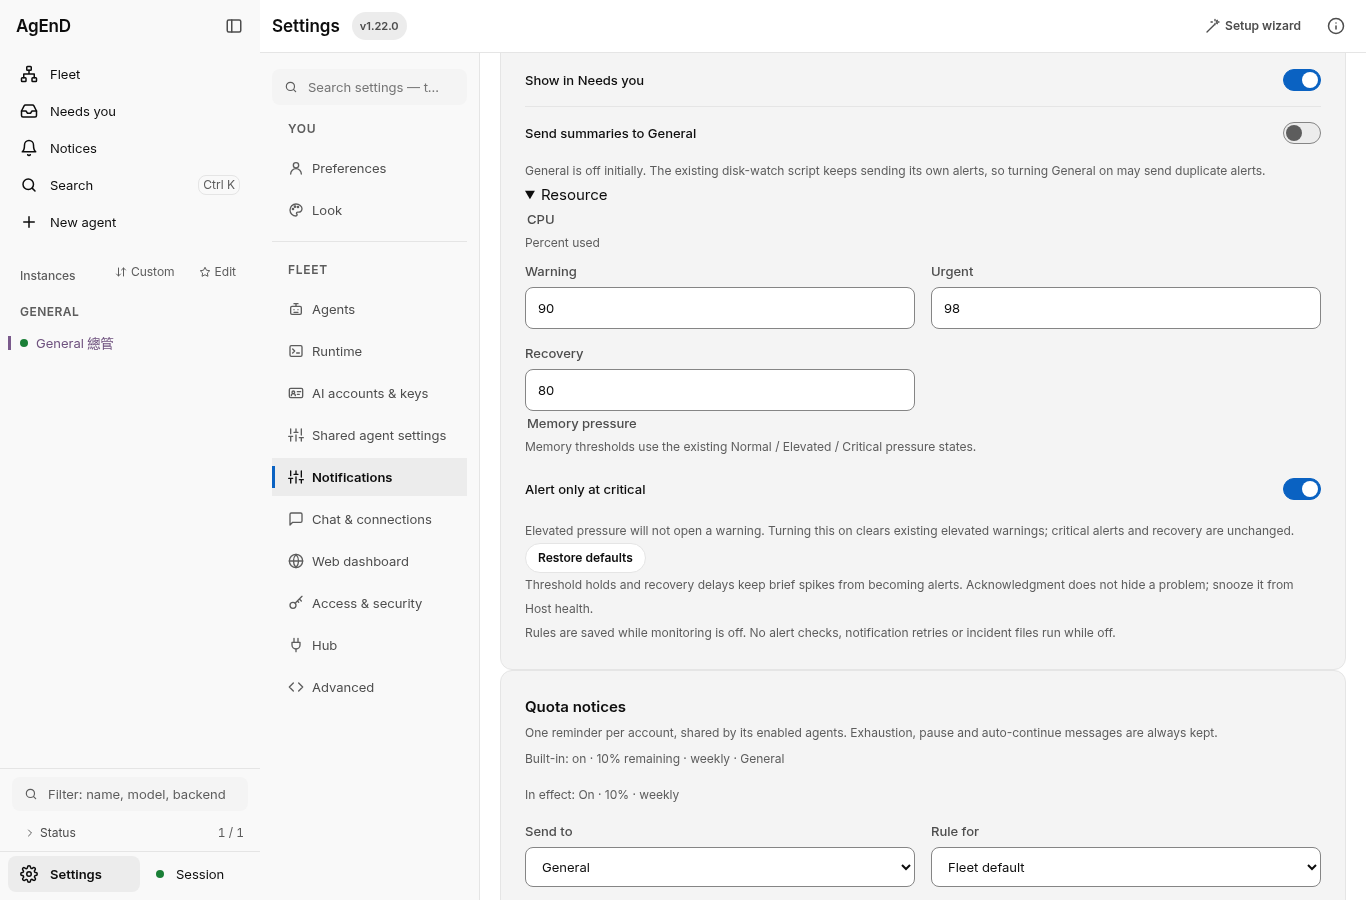 AgEnD
Fleet
Needs you
Notices
Search
Ctrl K
New agent
Instances
Custom
Edit
GENERAL
General 總管
Filter: name, model, backend
Status
1 / 1
Settings
Session
Settings
v1.22.0
Setup wizard
Search settings — t...
YOU
Preferences
Look
FLEET
Agents
Runtime
AI accounts & keys
Shared agent settings
Notifications
Chat & connections
Web dashboard
Access & security
Hub
Advanced
Show in Needs you
Send summaries to General
General is off initially. The existing disk-watch script keeps sending its own alerts, so turning General on may send duplicate alerts.
Resource
CPU
Percent used
Warning
Urgent
90
98
Recovery
80
Memory pressure
Memory thresholds use the existing Normal / Elevated / Critical pressure states.
Alert only at critical
Elevated pressure will not open a warning. Turning this on clears existing elevated warnings; critical alerts and recovery are unchanged.
Restore defaults
Threshold holds and recovery delays keep brief spikes from becoming alerts. Acknowledgment does not hide a problem; snooze it from
Host health.
Rules are saved while monitoring is off. No alert checks, notification retries or incident files run while off.
Quota notices
One reminder per account, shared by its enabled agents. Exhaustion, pause and auto-continue messages are always kept.
Built-in: on · 10% remaining · weekly · General
In effect: On · 10% · weekly
Send to
Rule for
General
Fleet default